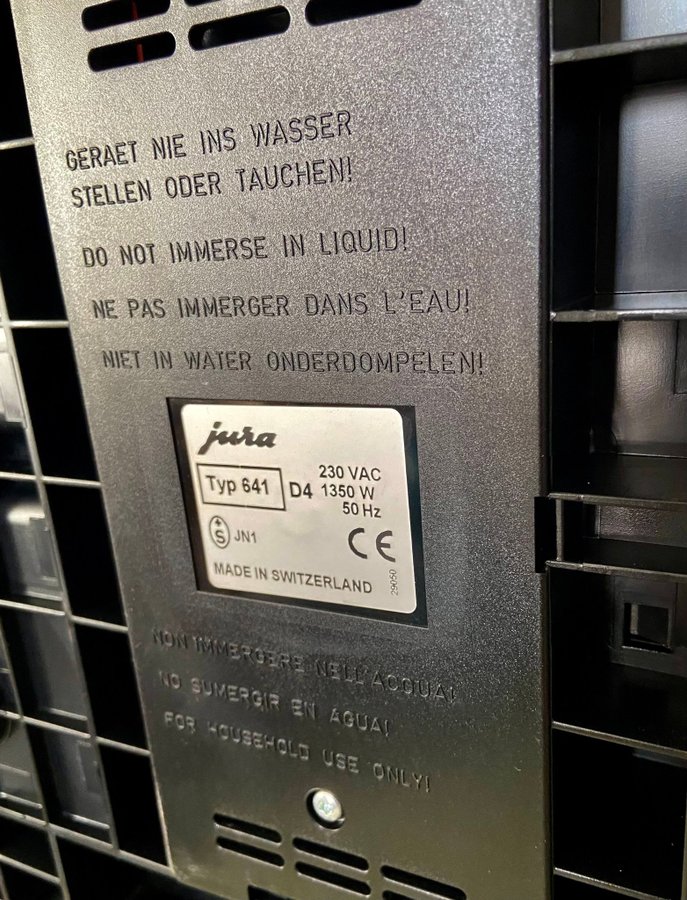 GERAET NIE INS WASSER
STELLEN ODER TAUCHEN!
DO NOT IMMERSE IN LIQUID!
NE PAS IMMERGER DANS L'EAU!
NIET IN WATER ONDERDOMPELEN!
jura
Typ 641 D4
230 VAC
1350 W
50 Hz
S JN1
CE
MADE IN SWITZERLAND
29050
NON IMMERGERE NELL'ACQUA!
NO SUMERGIR EN AGUA!
FOR HOUSEHOLD USE ONLY!